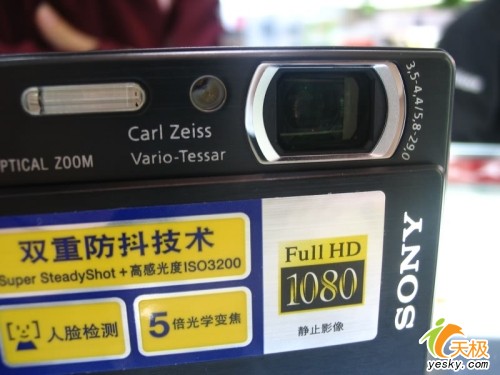 Carl Zeiss
Vario-Tessar
3,5-4,4/5,8-29,0
OPTICAL ZOOM
双重防抖技术
Super SteadyShot+高感光度ISO3200
人脸检测
5倍光学变焦
Full HD
1080
静止影像
SONY
天极
yesky.com